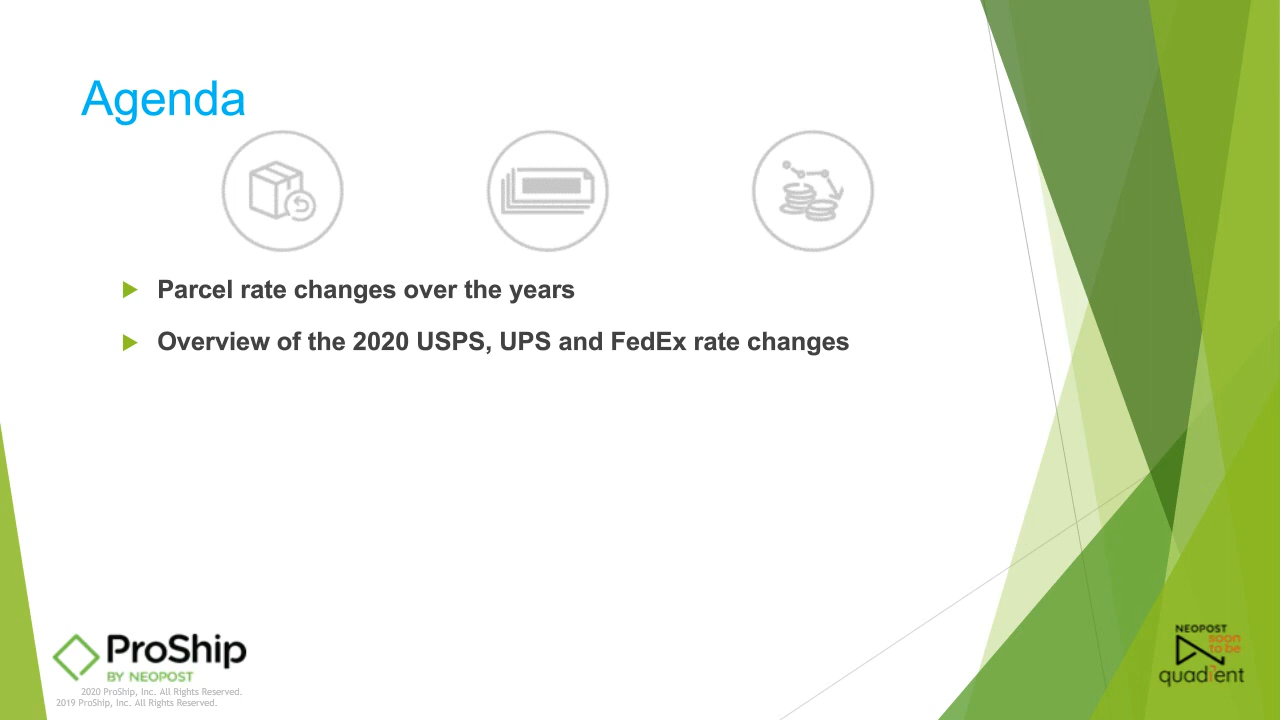 Agenda
Parcel rate changes over the years
Overview of the 2020 USPS, UPS and FedEx rate changes
ProShip
BY NEOPOST
2020 ProShip, Inc. All Rights Reserved.
2019 ProShip, Inc. All Rights Reserved.
NEOPOST
soon
to be
quadient